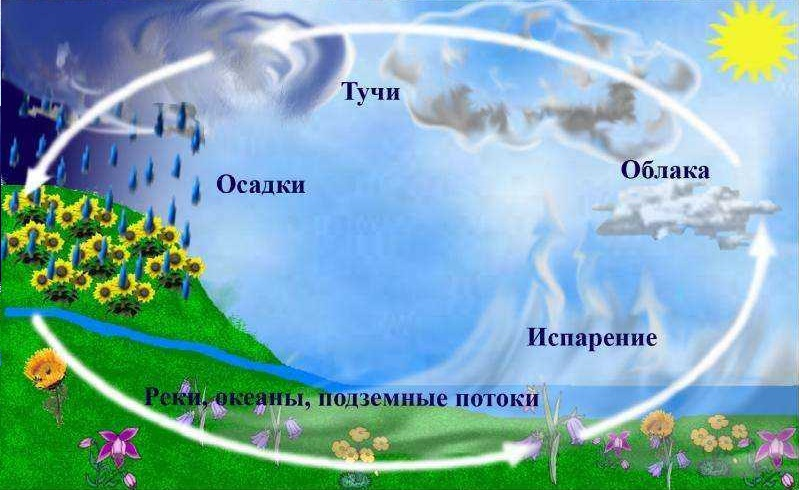 Тучи
Облака
Осадки
Испарение
Реки, океаны, подземные потоки